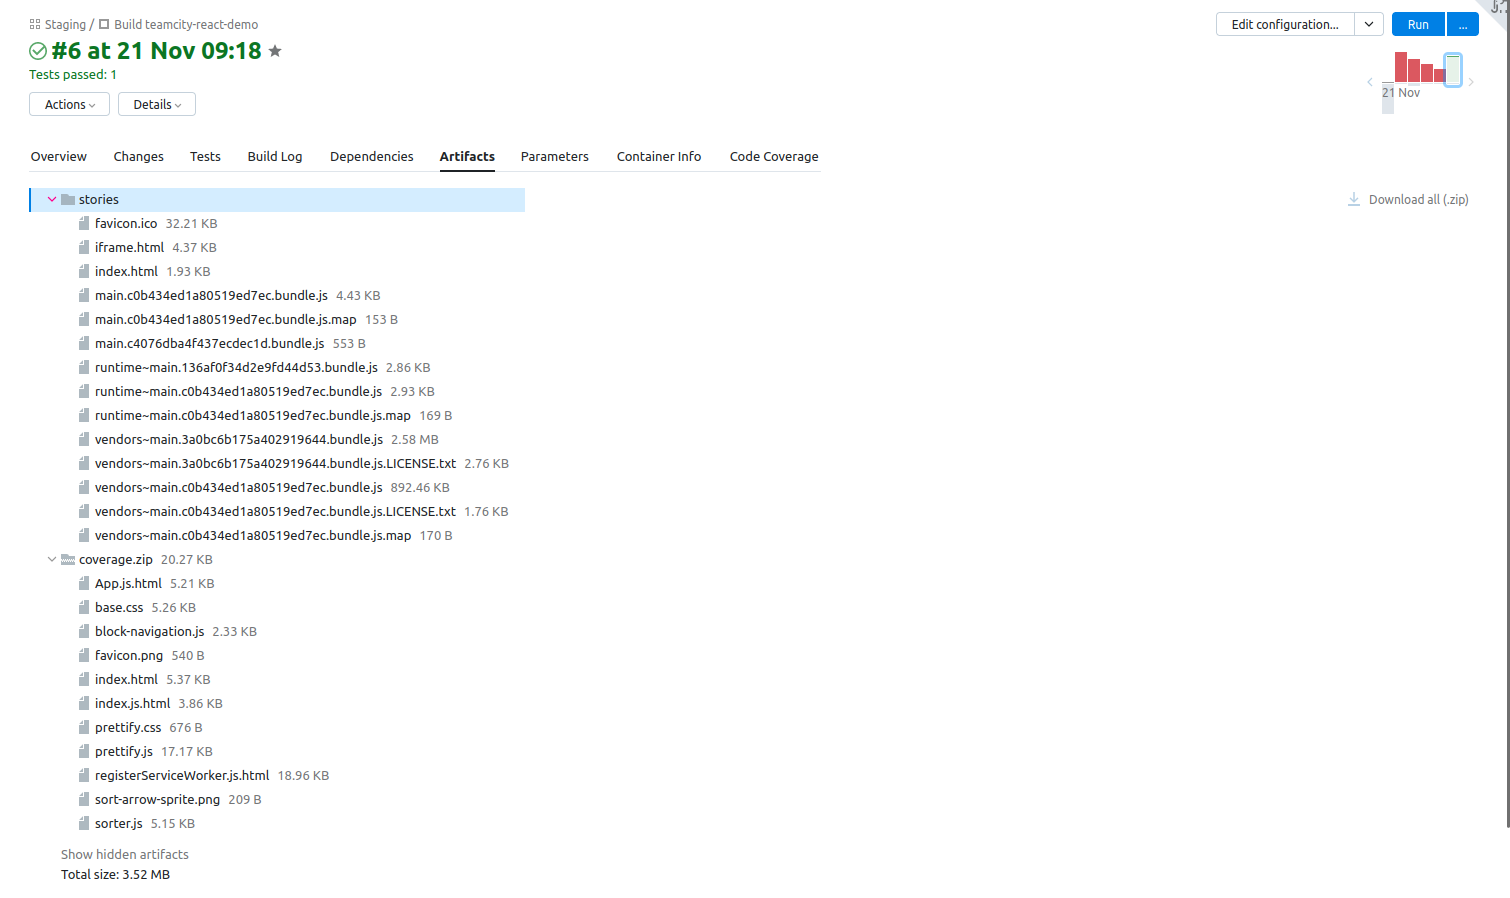 Staging / Build teamcity-react-demo
Edit configuration...
Run
...
#6 at 21 Nov 09:18
Tests passed: 1
21 Nov
Actions
Details
Overview
Changes
Tests
Build Log
Dependencies
Artifacts
Parameters
Container Info
Code Coverage
stories
Download all (.zip)
favicon.ico 32.21 KB
iframe.html 4.37 KB
index.html 1.93 KB
main.c0b434ed1a80519ed7ec.bundle.js 4.43 KB
main.c0b434ed1a80519ed7ec.bundle.js.map 153 B
main.c4076dba4f437ecdec1d.bundle.js 553 B
runtime~main.136af0f34d2e9fd44d53.bundle.js 2.86 KB
runtime~main.c0b434ed1a80519ed7ec.bundle.js 2.93 KB
runtime~main.c0b434ed1a80519ed7ec.bundle.js.map 169 B
vendors~main.3a0bc6b175a402919644.bundle.js 2.58 MB
vendors~main.3a0bc6b175a402919644.bundle.js.LICENSE.txt 2.76 KB
vendors~main.c0b434ed1a80519ed7ec.bundle.js 892.46 KB
vendors~main.c0b434ed1a80519ed7ec.bundle.js.LICENSE.txt 1.76 KB
vendors~main.c0b434ed1a80519ed7ec.bundle.js.map 170 B
coverage.zip 20.27 KB
App.js.html 5.21 KB
base.css 5.26 KB
block-navigation.js 2.33 KB
favicon.png 540 B
index.html 5.37 KB
index.js.html 3.86 KB
prettify.css 676 B
prettify.js 17.17 KB
registerServiceWorker.js.html 18.96 KB
sort-arrow-sprite.png 209 B
sorter.js 5.15 KB
Show hidden artifacts
Total size: 3.52 MB